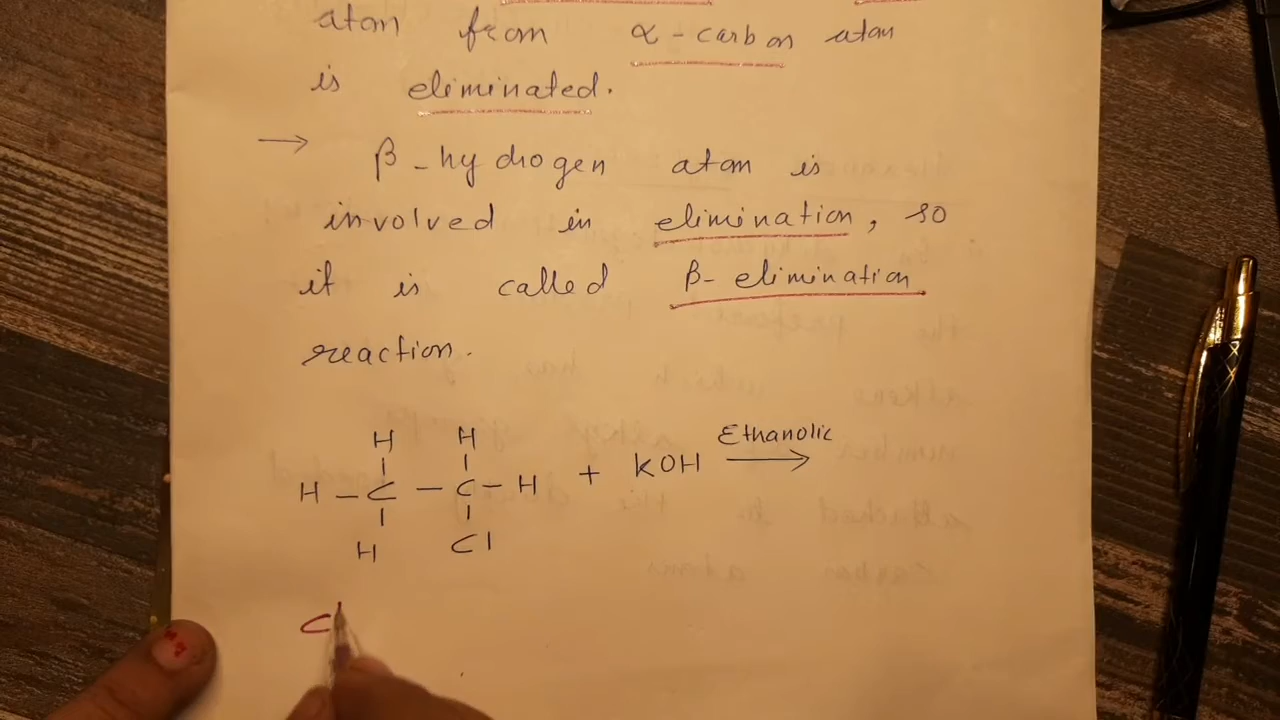 atom from α-carbon atom
is eliminated.
→ β-hydrogen atom is
involved in elimination, so
it is called β-elimination
reaction.
H H Ethanolic
H - C - C - H + KOH →
H Cl